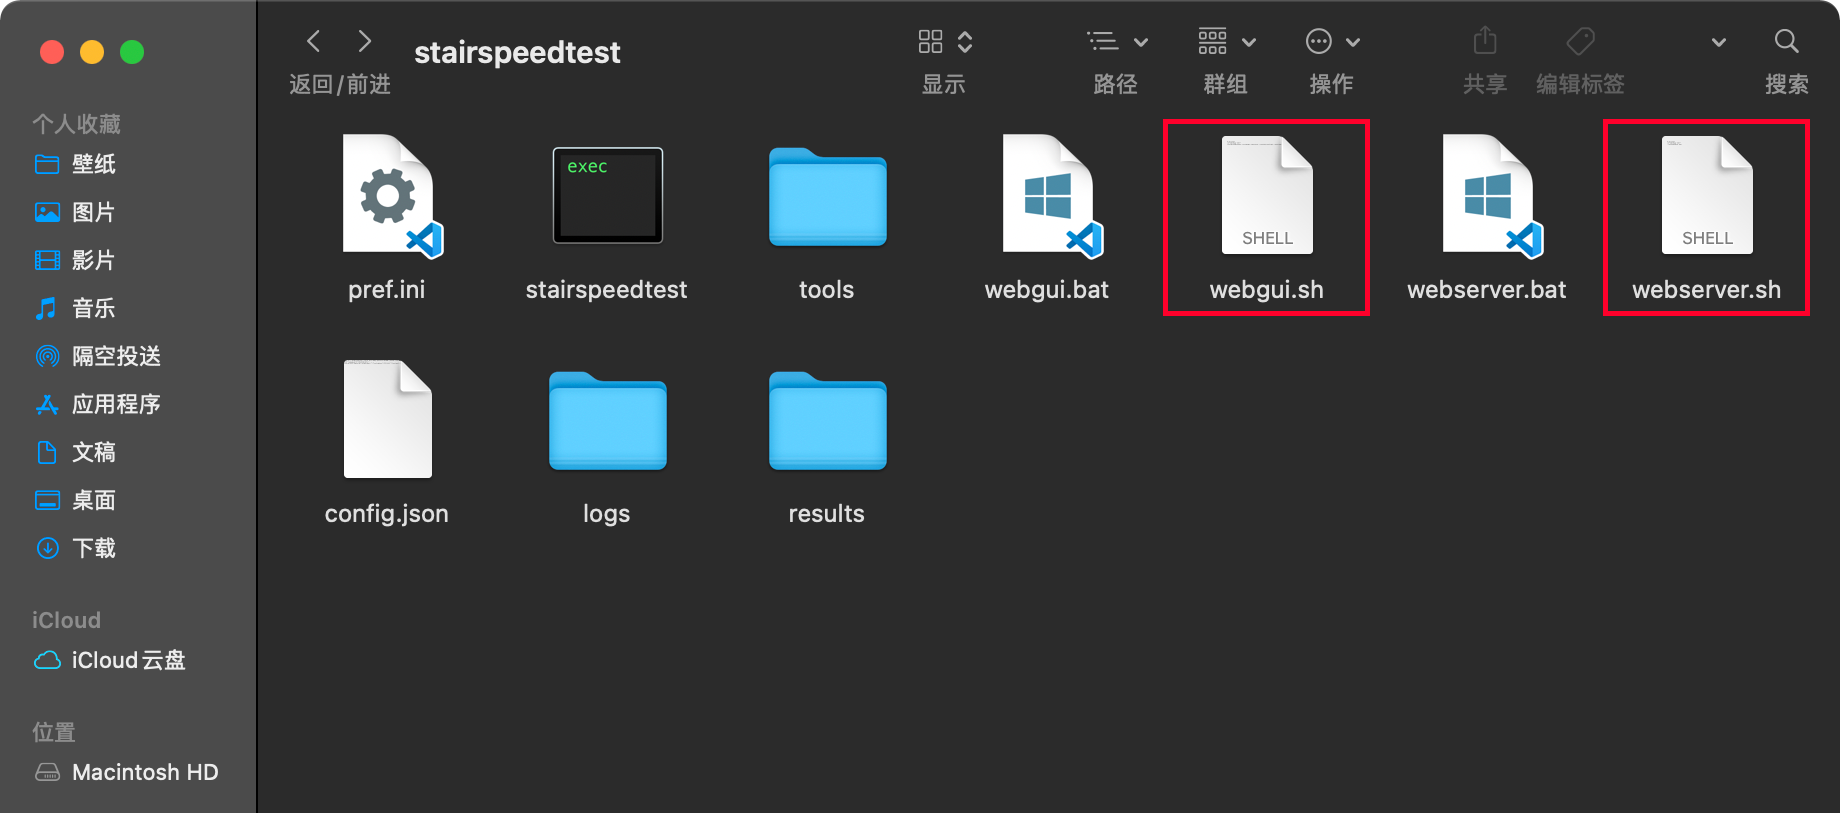 stairspeedtest
返回/前进
显示
路径
群组
操作
共享
编辑标签
搜索
个人收藏
壁纸
图片
影片
音乐
隔空投送
应用程序
文稿
桌面
下载
iCloud
iCloud云盘
位置
Macintosh HD
exec
SHELL
SHELL
pref.ini
stairspeedtest
tools
webgui.bat
webgui.sh
webserver.bat
webserver.sh
config.json
logs
results